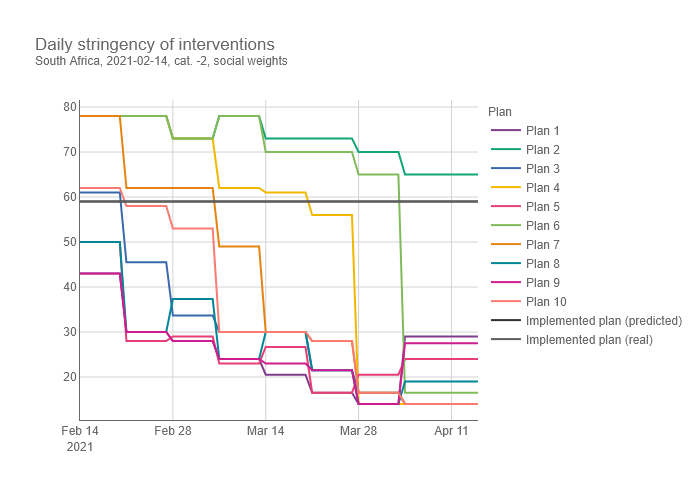 Daily stringency of interventions
South Africa, 2021-02-14, cat. -2, social weights
80
70
60
50
40
30
20
Feb 14
2021
Feb 28
Mar 14
Mar 28
Apr 11
Plan
Plan 1
Plan 2
Plan 3
Plan 4
Plan 5
Plan 6
Plan 7
Plan 8
Plan 9
Plan 10
Implemented plan (predicted)
Implemented plan (real)